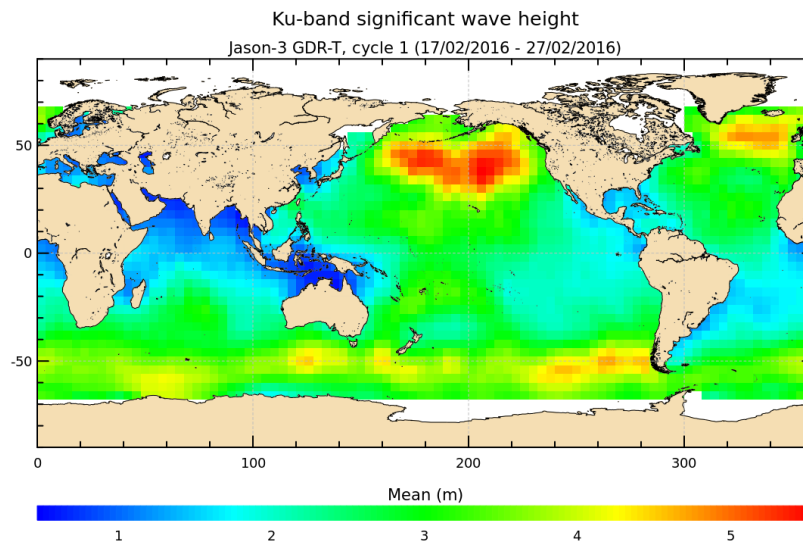 Ku-band significant wave height
Jason-3 GDR-T, cycle 1 (17/02/2016 - 27/02/2016)
50
0
-50
0 100 200 300
Mean (m)
1 2 3 4 5